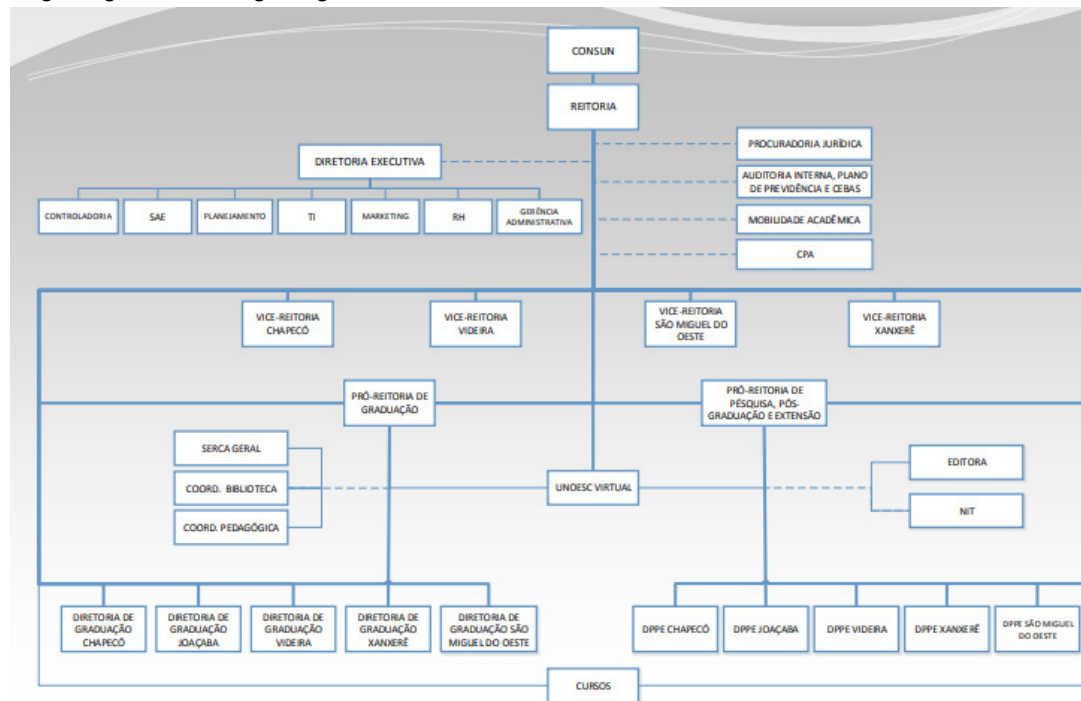 CONSUN
REITORIA
DIRETORIA EXECUTIVA
PROCURADORIA JURÍDICA
AUDITORIA INTERNA, PLANO
DE PREVIDÊNCIA E CEBAS
MOBILIDADE ACADÊMICA
CPA
CONTROLADORIA
SAE
PLANEJAMENTO
TI
MARKETING
RH
GERÊNCIA
ADMINISTRATIVA
VICE-REITORIA
CHAPECÓ
VICE-REITORIA
VIDEIRA
VICE-REITORIA
SÃO MIGUEL DO
OESTE
VICE-REITORIA
XANXERÊ
PRÓ-REITORIA DE
GRADUAÇÃO
PRÓ-REITORIA DE
PÉSQUISA, PÓS-
GRADUAÇÃO E EXTENSÃO
SERCA GERAL
COORD. BIBLIOTECA
COORD. PEDAGÓGICA
UNOESC VIRTUAL
EDITORA
NIT
DIRETORIA DE
GRADUAÇÃO
CHAPECÓ
DIRETORIA DE
GRADUAÇÃO
JOAÇABA
DIRETORIA DE
GRADUAÇÃO
VIDEIRA
DIRETORIA DE
GRADUAÇÃO
XANXERÊ
DIRETORIA DE
GRADUAÇÃO SÃO
MIGUEL DO OESTE
DPPE CHAPECÓ
DPPE JOAÇABA
DPPE VIDEIRA
DPPE XANXERÊ
DPPE SÃO MIGUEL
DO OESTE
CURSOS